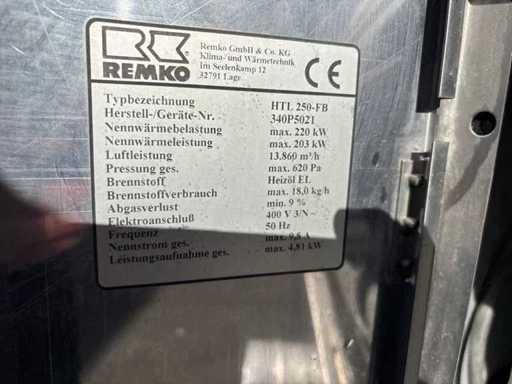 Remko GmbH & Co. KG
Klima- und Wärmetechnik
Im Seelenkamp 12
32791 Lage
REMKO
CE
Typbezeichnung HTL 250-FB
Herstell-/Geräte-Nr. 340P5021
Nennwärmebelastung max. 220 kW
Nennwärmeleistung max. 203 kW
Luftleistung 13.860 m³/h
Pressung ges. max. 620 Pa
Brennstoff Heizöl EL
Brennstoffverbrauch max. 18,0 kg/h
Abgasverlust min. 9 %
Elektroanschluß 400 V 3/N~
Frequenz 50 Hz
Nennstrom ges. max. 9,8 A
Leistungsaufnahme ges. max. 4,81 kW